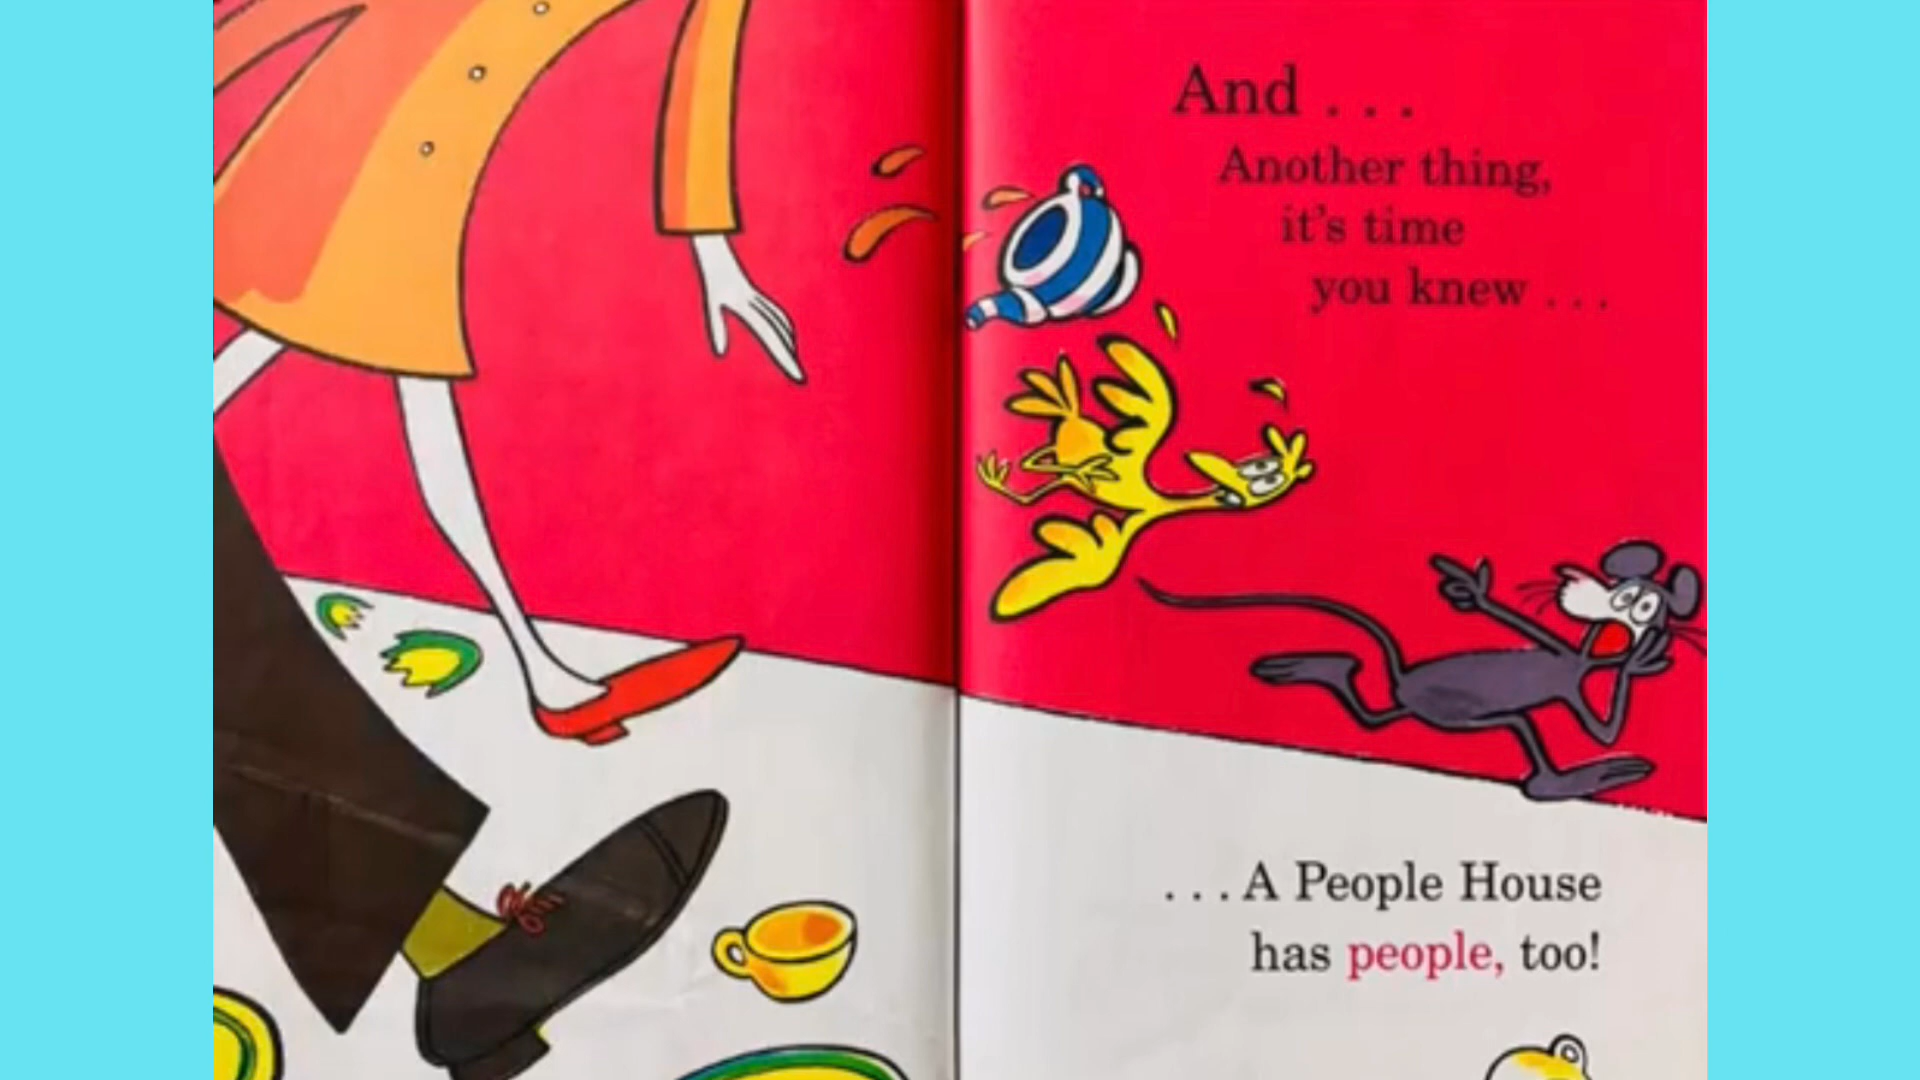 And . . .
Another thing,
it's time
you knew . . .
. . . A People House
has people, too!